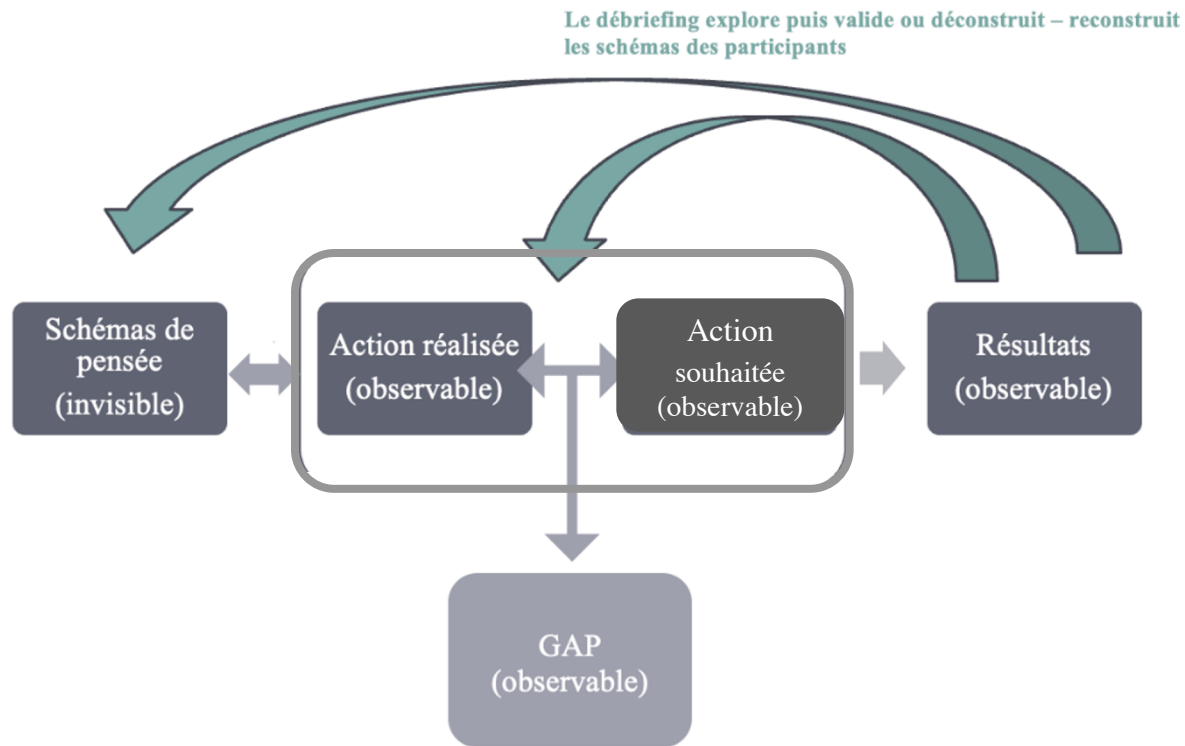 Le débriefing explore puis valide ou déconstruit – reconstruit
les schémas des participants
Schémas de
pensée
(invisible)
Action réalisée
(observable)
Action
souhaitée
(observable)
Résultats
(observable)
GAP
(observable)